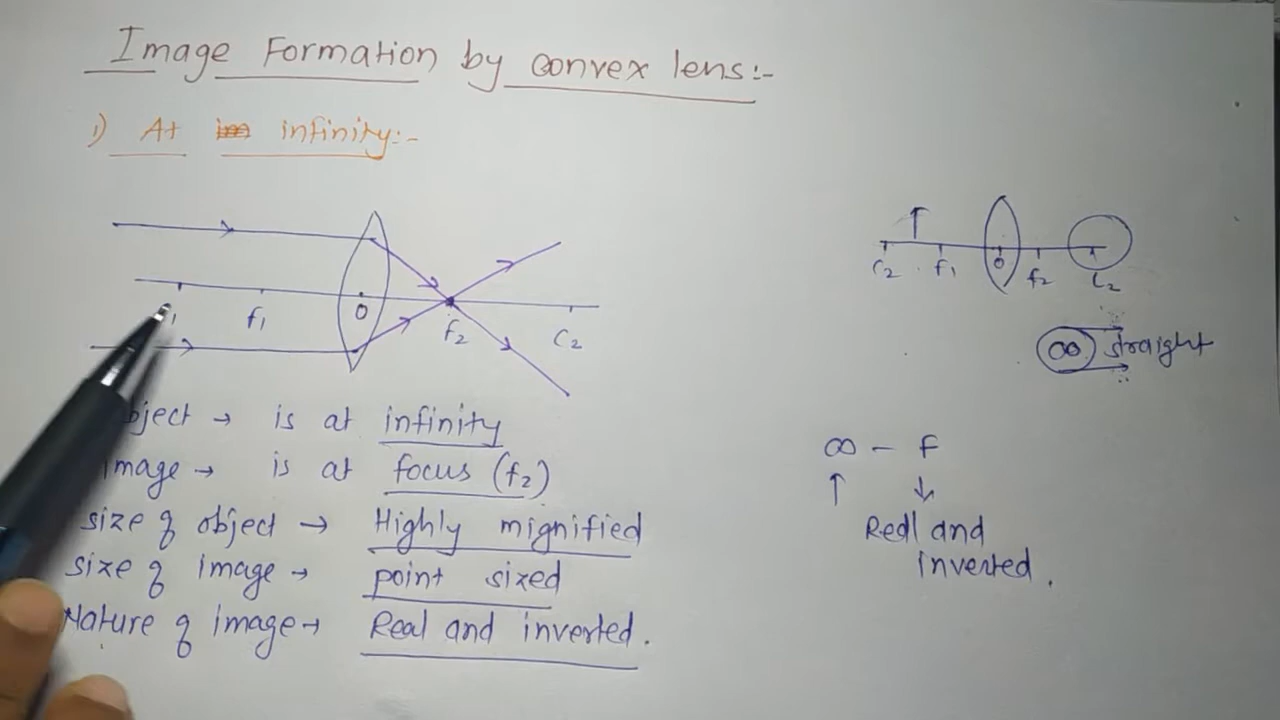 Image Formation by convex lens:-
i) At infinity:-
f₁ O f₂ C₂
C₂ f₁ O f₂ C₂
∞ straight
object → is at infinity
image → is at focus (f₂)
size of object → Highly mignified
size of image → point sized
Nature of image → Real and inverted.
∞ - F
↑ ↓
Real and
inverted.